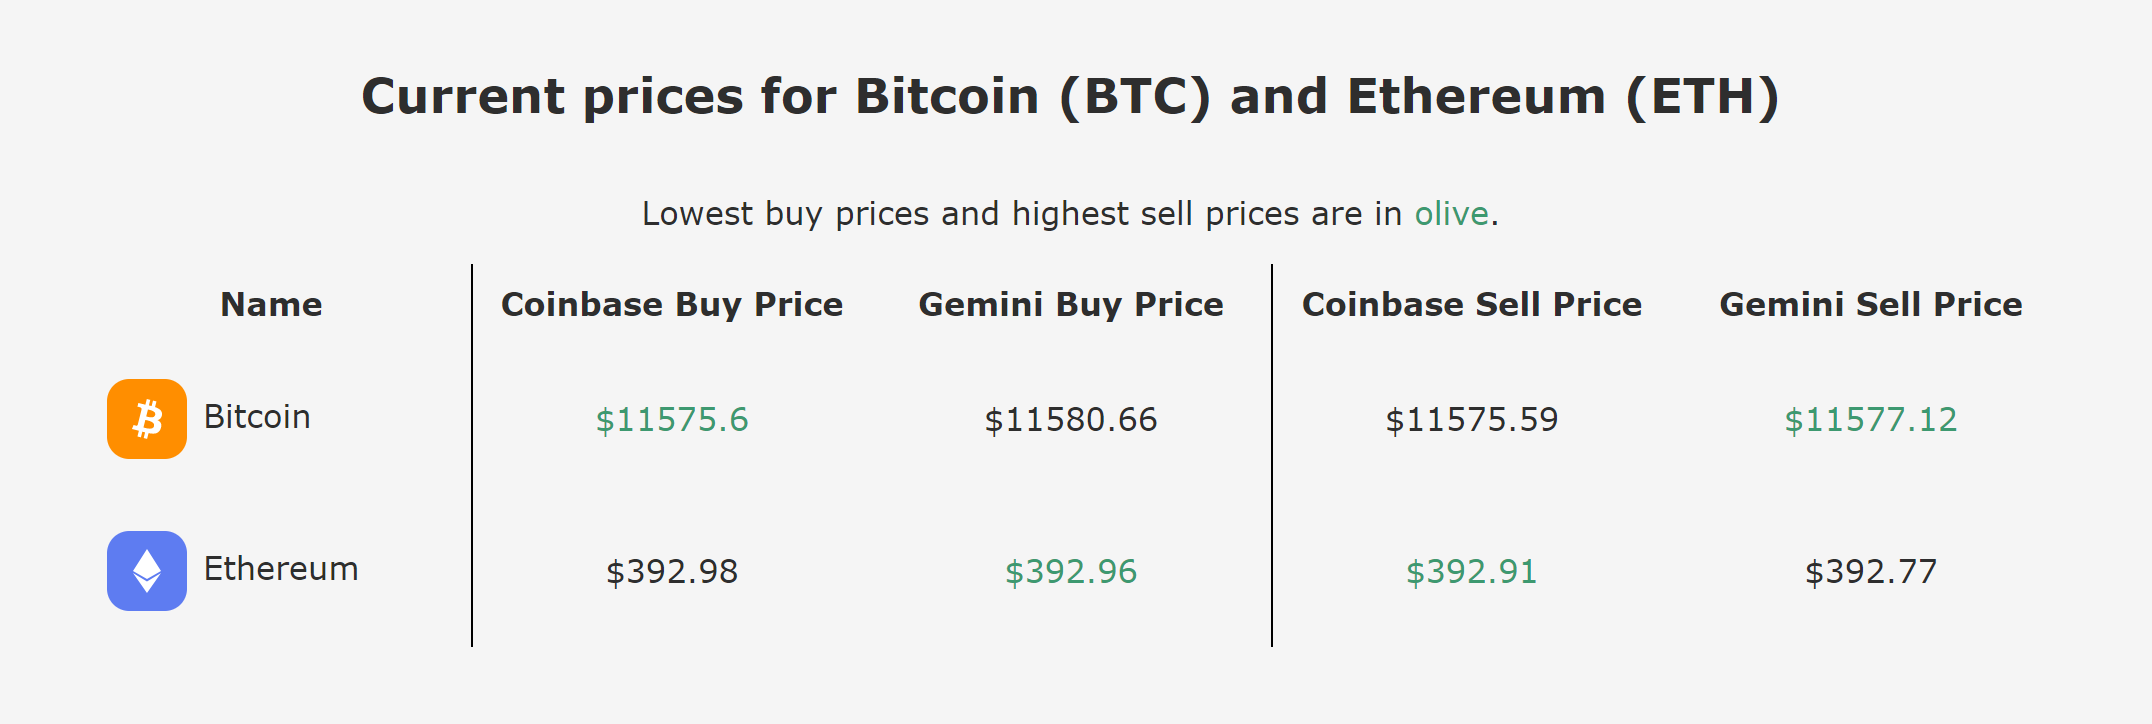 Current prices for Bitcoin (BTC) and Ethereum (ETH)
Lowest buy prices and highest sell prices are in olive.
Name Coinbase Buy Price Gemini Buy Price Coinbase Sell Price Gemini Sell Price
Bitcoin $11575.6 $11580.66 $11575.59 $11577.12
Ethereum $392.98 $392.96 $392.91 $392.77